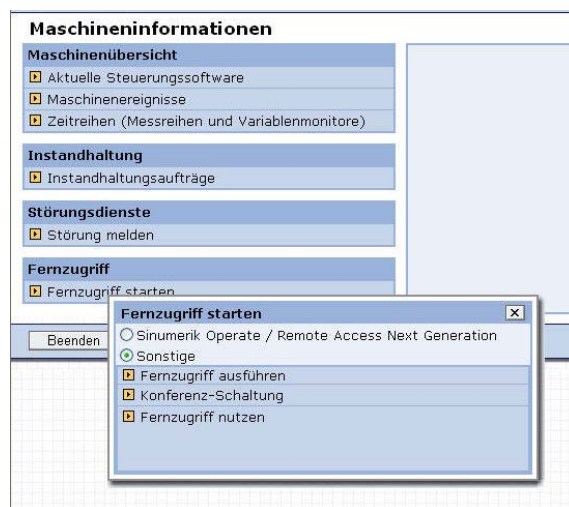 Maschineninformationen
Maschinenübersicht
Aktuelle Steuerungssoftware
Maschinenereignisse
Zeitreihen (Messreihen und Variablenmonitore)
Instandhaltung
Instandhaltungsaufträge
Störungsdienste
Störung melden
Fernzugriff
Fernzugriff starten
Beenden
Fernzugriff starten
Sinumerik Operate / Remote Access Next Generation
Sonstige
Fernzugriff ausführen
Konferenz-Schaltung
Fernzugriff nutzen